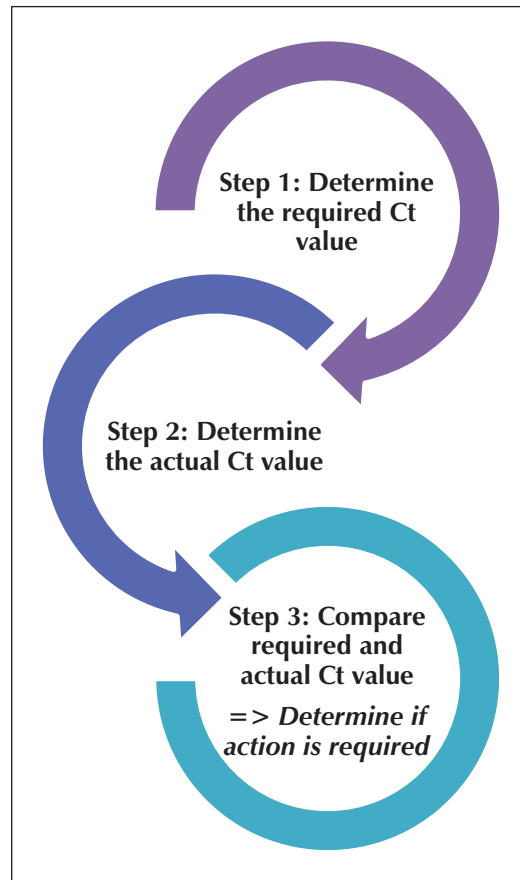 Step 1: Determine
the required Ct
value
Step 2: Determine
the actual Ct value
Step 3: Compare
required and
actual Ct value
=> Determine if
action is required